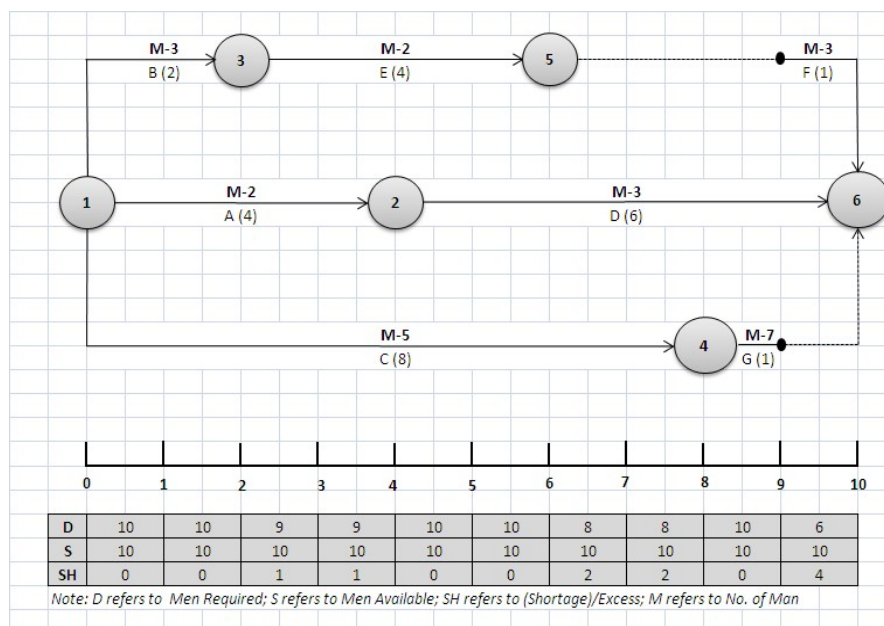 M-3 M-2 M-3
3 5
B (2) E (4) F (1)
M-2 M-3
1 2 6
A (4) D (6)
M-5 M-7
4
C (8) G (1)
0 1 2 3 4 5 6 7 8 9 10
D 10 10 9 9 10 10 8 8 10 6
S 10 10 10 10 10 10 10 10 10 10
SH 0 0 1 1 0 0 2 2 0 4
Note: D refers to Men Required; S refers to Men Available; SH refers to (Shortage)/Excess; M refers to No. of Man